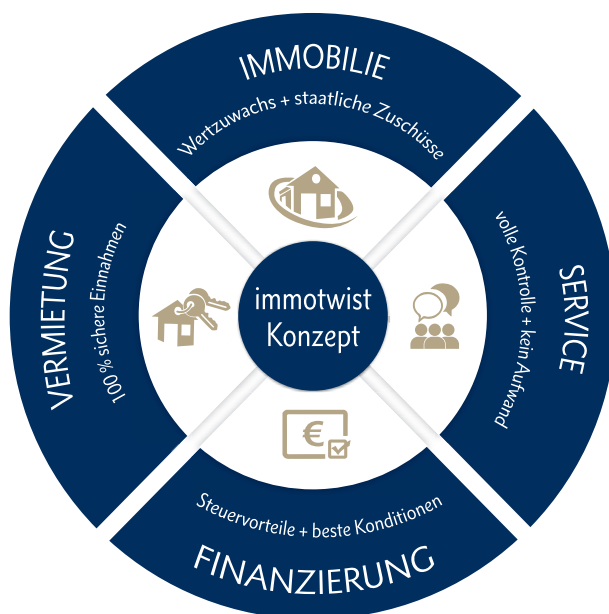 IMMOBILIE
Wertzuwachs + staatliche Zuschüsse
SERVICE
volle Kontrolle + kein Aufwand
VERMIETUNG
100 % sichere Einnahmen
immotwist
Konzept
€
Steuervorteile + beste Konditionen
FINANZIERUNG